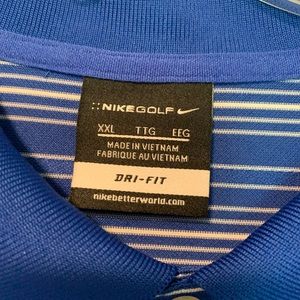 NIKEGOLF
XXL TTG EEG
MADE IN VIETNAM
FABRIQUE AU VIETNAM
DRI-FIT
nikebetterworld.com